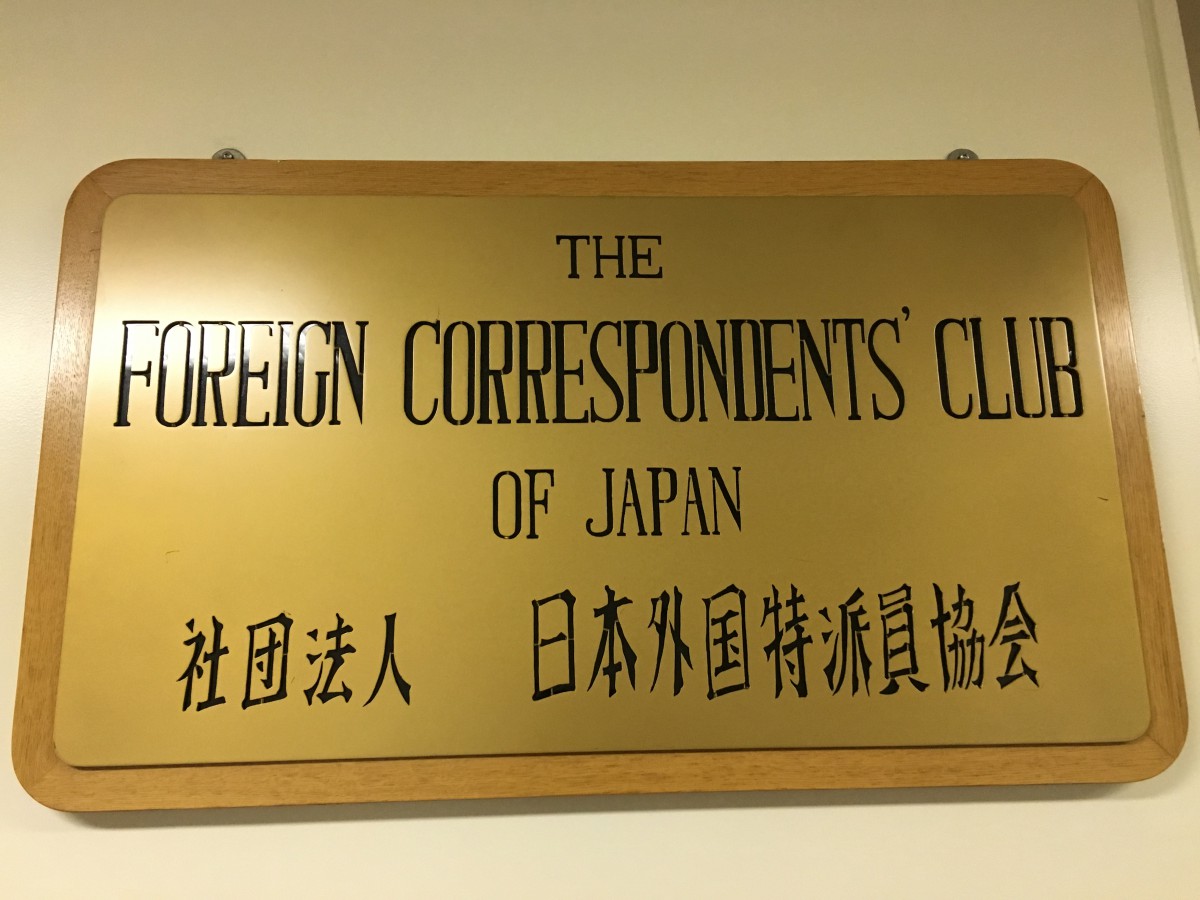 THE
FOREIGN CORRESPONDENTS' CLUB
OF JAPAN
社団法人 日本外国特派員協会